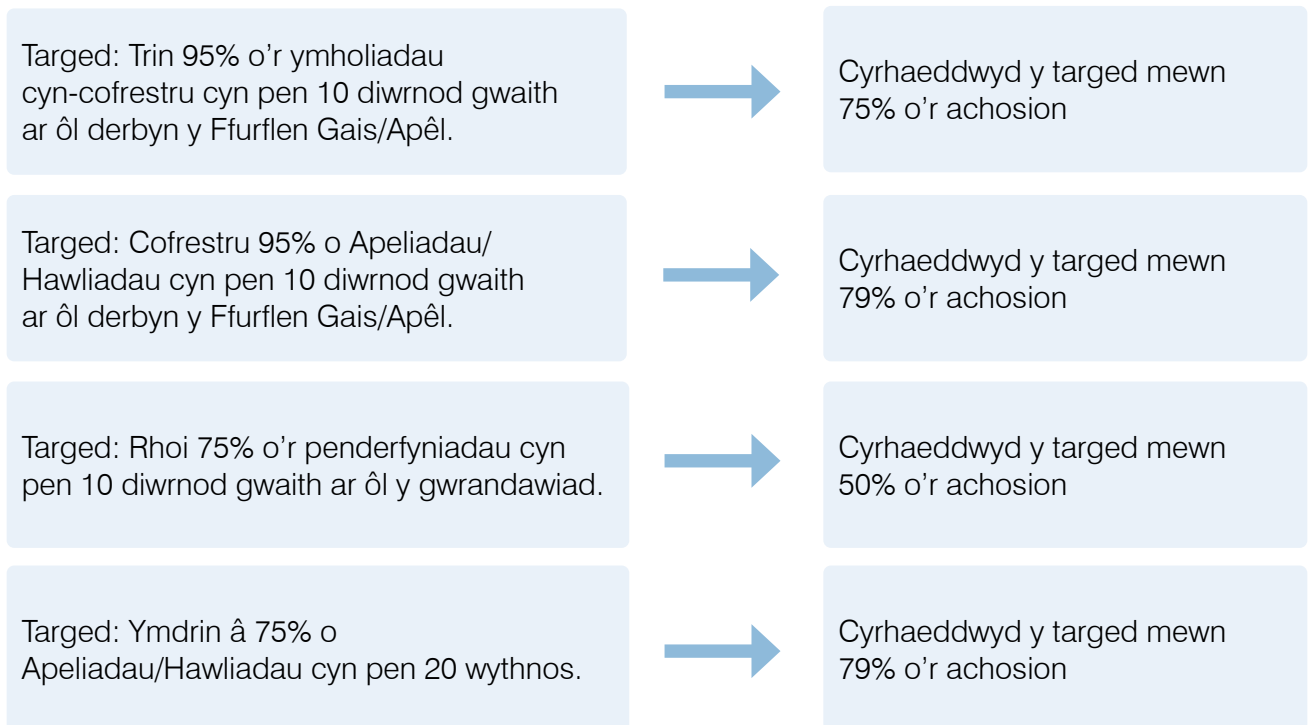 Targed: Trin 95% o’r ymholiadau
cyn-cofrestru cyn pen 10 diwrnod gwaith
ar ôl derbyn y Ffurflen Gais/Apêl.
Cyrhaeddwyd y targed mewn
75% o’r achosion
Targed: Cofrestru 95% o Apeliadau/
Hawliadau cyn pen 10 diwrnod gwaith
ar ôl derbyn y Ffurflen Gais/Apêl.
Cyrhaeddwyd y targed mewn
79% o’r achosion
Targed: Rhoi 75% o’r penderfyniadau cyn
pen 10 diwrnod gwaith ar ôl y gwrandawiad.
Cyrhaeddwyd y targed mewn
50% o’r achosion
Targed: Ymdrin â 75% o
Apeliadau/Hawliadau cyn pen 20 wythnos.
Cyrhaeddwyd y targed mewn
79% o’r achosion